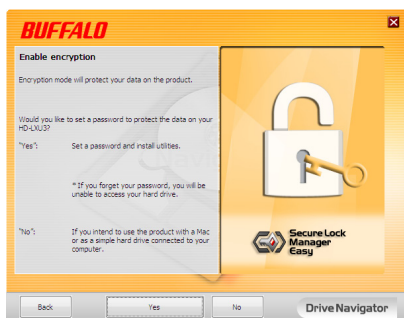 BUFFALO
Enable encryption
Encryption mode will protect your data on the product.
Would you like to set a password to protect the data on your
HD-LXU3?
"Yes": Set a password and install utilities.
* If you forget your password, you will be
unable to access your hard drive.
"No": If you intend to use the product with a Mac
or as a simple hard drive connected to your
computer.
Secure Lock
Manager
Easy
Back
Yes
No
DriveNavigator